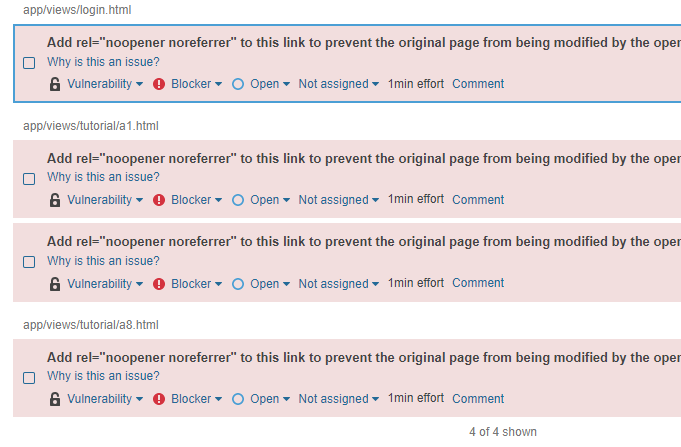 app/views/login.html
Add rel="noopener noreferrer" to this link to prevent the original page from being modified by the oper
Why is this an issue?
Vulnerability Blocker Open Not assigned 1min effort Comment
app/views/tutorial/a1.html
Add rel="noopener noreferrer" to this link to prevent the original page from being modified by the oper
Why is this an issue?
Vulnerability Blocker Open Not assigned 1min effort Comment
Add rel="noopener noreferrer" to this link to prevent the original page from being modified by the oper
Why is this an issue?
Vulnerability Blocker Open Not assigned 1min effort Comment
app/views/tutorial/a8.html
Add rel="noopener noreferrer" to this link to prevent the original page from being modified by the oper
Why is this an issue?
Vulnerability Blocker Open Not assigned 1min effort Comment
4 of 4 shown